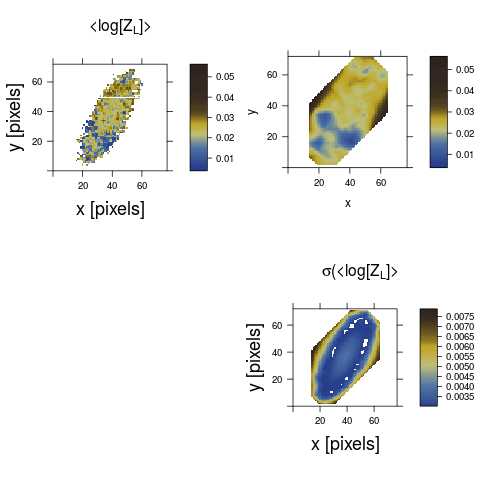 <log[Z_L]>
0.05
0.04
0.03
0.02
0.01
60
40
20
y [pixels]
20 40 60
x [pixels]
0.05
0.04
0.03
0.02
0.01
60
40
20
y
20 40 60
x
σ(<log[Z_L]>
0.0075
0.0070
0.0065
0.0060
0.0055
0.0050
0.0045
0.0040
0.0035
60
40
20
y [pixels]
20 40 60
x [pixels]